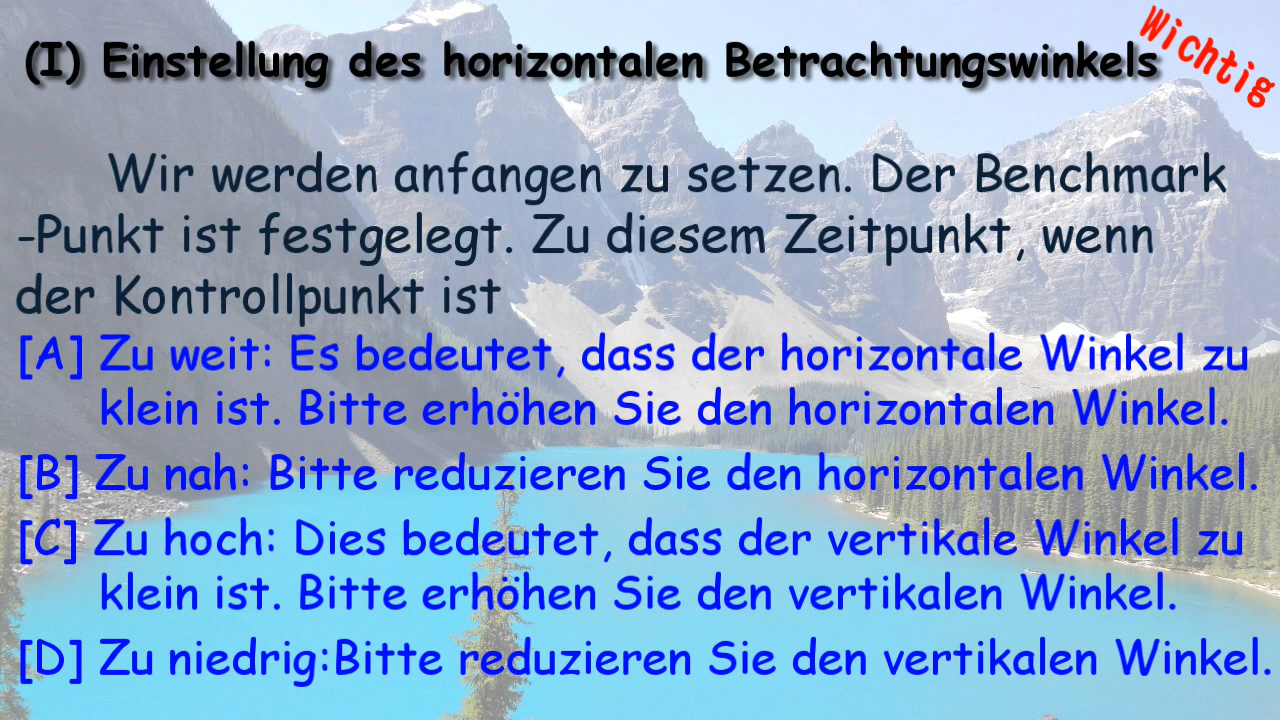 (I) Einstellung des horizontalen Betrachtungswinkels
Wichtig
Wir werden anfangen zu setzen. Der Benchmark
-Punkt ist festgelegt. Zu diesem Zeitpunkt, wenn
der Kontrollpunkt ist
[A] Zu weit: Es bedeutet, dass der horizontale Winkel zu
klein ist. Bitte erhöhen Sie den horizontalen Winkel.
[B] Zu nah: Bitte reduzieren Sie den horizontalen Winkel.
[C] Zu hoch: Dies bedeutet, dass der vertikale Winkel zu
klein ist. Bitte erhöhen Sie den vertikalen Winkel.
[D] Zu niedrig:Bitte reduzieren Sie den vertikalen Winkel.